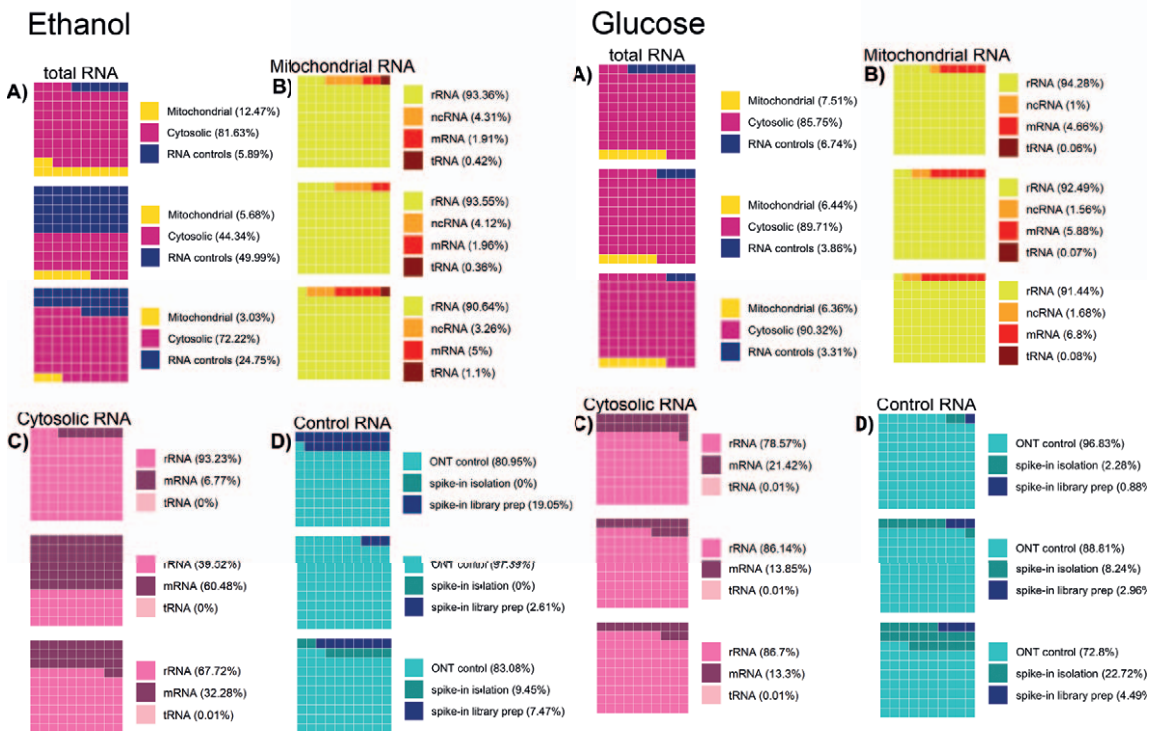 Ethanol
total RNA
A)
Mitochondrial (12.47%)
Cytosolic (81.63%)
RNA controls (5.89%)
Mitochondrial (5.68%)
Cytosolic (44.34%)
RNA controls (49.99%)
Mitochondrial (3.03%)
Cytosolic (72.22%)
RNA controls (24.75%)
Mitochondrial RNA
B)
rRNA (93.36%)
ncRNA (4.31%)
mRNA (1.91%)
tRNA (0.42%)
rRNA (93.55%)
ncRNA (4.12%)
mRNA (1.96%)
tRNA (0.36%)
rRNA (90.64%)
ncRNA (3.26%)
mRNA (5%)
tRNA (1.1%)
Cytosolic RNA
C)
rRNA (93.23%)
mRNA (6.77%)
tRNA (0%)
rRNA (39.52%)
mRNA (60.48%)
tRNA (0%)
rRNA (67.72%)
mRNA (32.28%)
tRNA (0.01%)
Control RNA
D)
ONT control (80.95%)
spike-in isolation (0%)
spike-in library prep (19.05%)
ONT control (97.39%)
spike-in isolation (0%)
spike-in library prep (2.61%)
ONT control (83.08%)
spike-in isolation (9.45%)
spike-in library prep (7.47%)
Glucose
total RNA
A)
Mitochondrial (7.51%)
Cytosolic (85.75%)
RNA controls (6.74%)
Mitochondrial (6.44%)
Cytosolic (89.71%)
RNA controls (3.86%)
Mitochondrial (6.36%)
Cytosolic (90.32%)
RNA controls (3.31%)
Mitochondrial RNA
B)
rRNA (94.28%)
ncRNA (1%)
mRNA (4.66%)
tRNA (0.06%)
rRNA (92.49%)
ncRNA (1.56%)
mRNA (5.88%)
tRNA (0.07%)
rRNA (91.44%)
ncRNA (1.68%)
mRNA (6.8%)
tRNA (0.08%)
Cytosolic RNA
C)
rRNA (78.57%)
mRNA (21.42%)
tRNA (0.01%)
rRNA (86.14%)
mRNA (13.85%)
tRNA (0.01%)
rRNA (86.7%)
mRNA (13.3%)
tRNA (0.01%)
Control RNA
D)
ONT control (96.83%)
spike-in isolation (2.28%)
spike-in library prep (0.88%
ONT control (88.81%)
spike-in isolation (8.24%)
spike-in library prep (2.96%
ONT control (72.8%)
spike-in isolation (22.72%)
spike-in library prep (4.49%